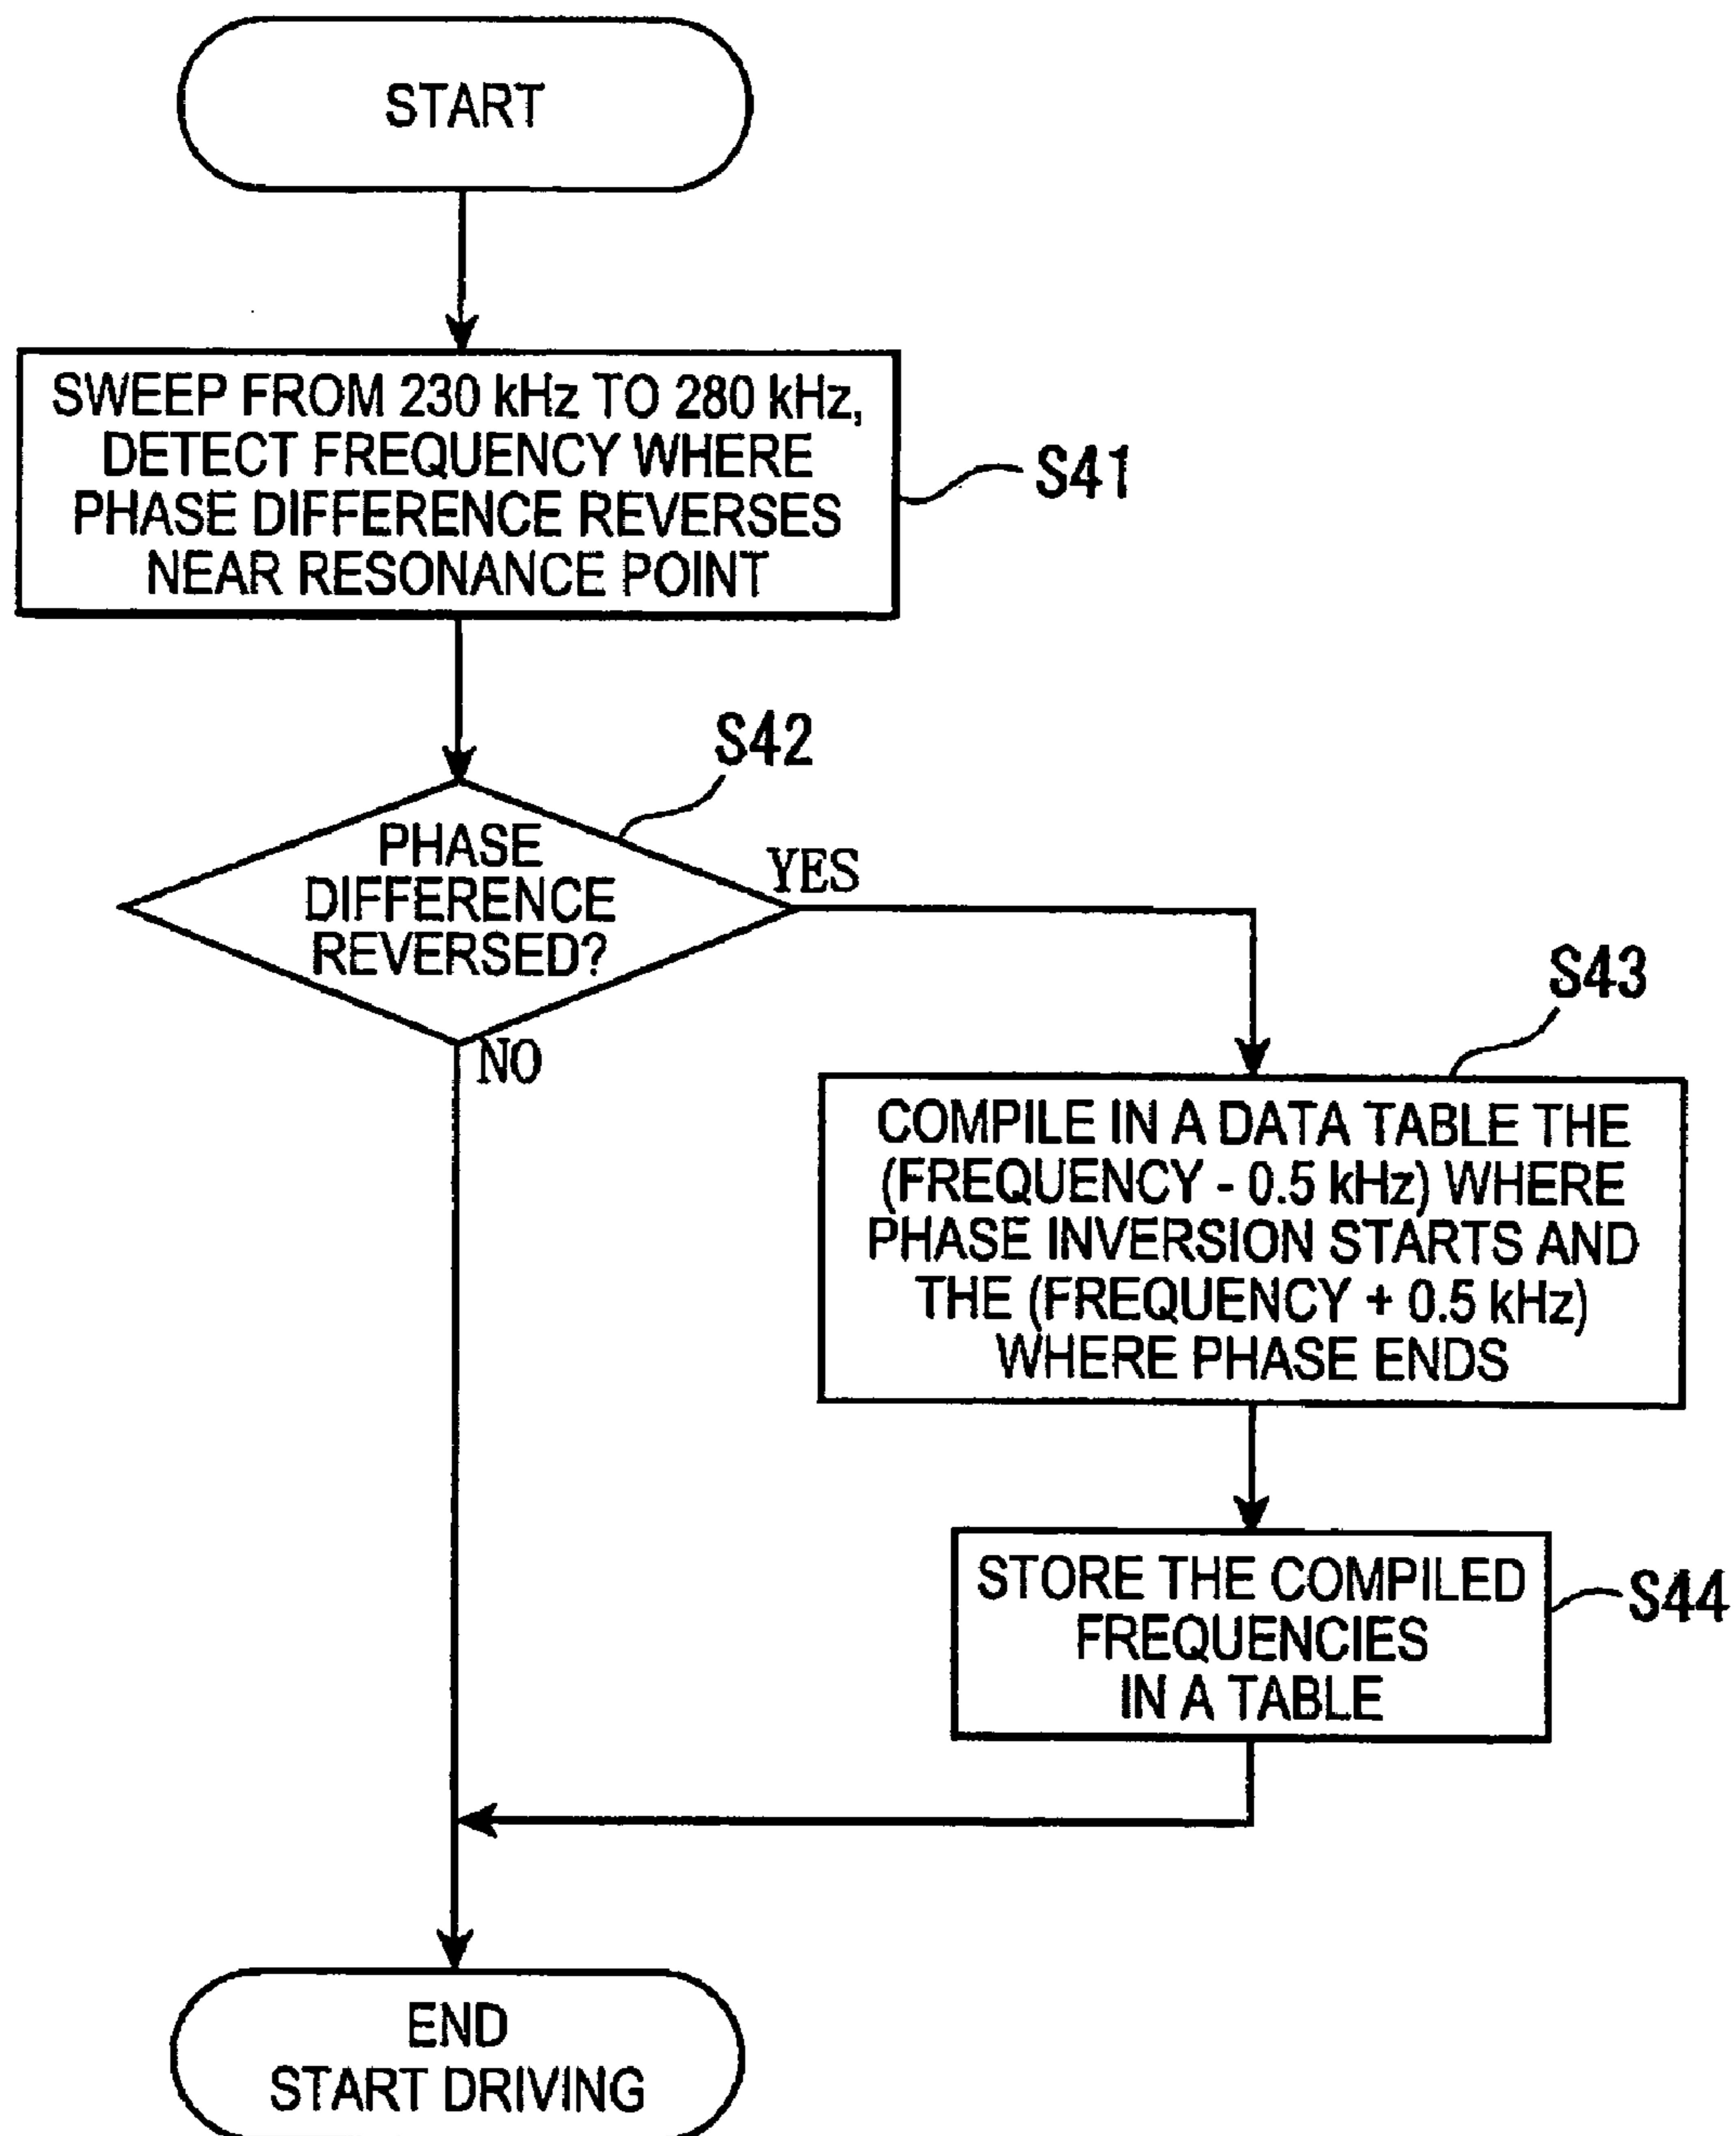 START
SWEEP FROM 230 kHz TO 280 kHz,
DETECT FREQUENCY WHERE
PHASE DIFFERENCE REVERSES
NEAR RESONANCE POINT
S41
S42
PHASE
DIFFERENCE
REVERSED?
YES
NO
S43
COMPILE IN A DATA TABLE THE
(FREQUENCY - 0.5 kHz) WHERE
PHASE INVERSION STARTS AND
THE (FREQUENCY + 0.5 kHz)
WHERE PHASE ENDS
STORE THE COMPILED
FREQUENCIES
IN A TABLE
S44
END
START DRIVING